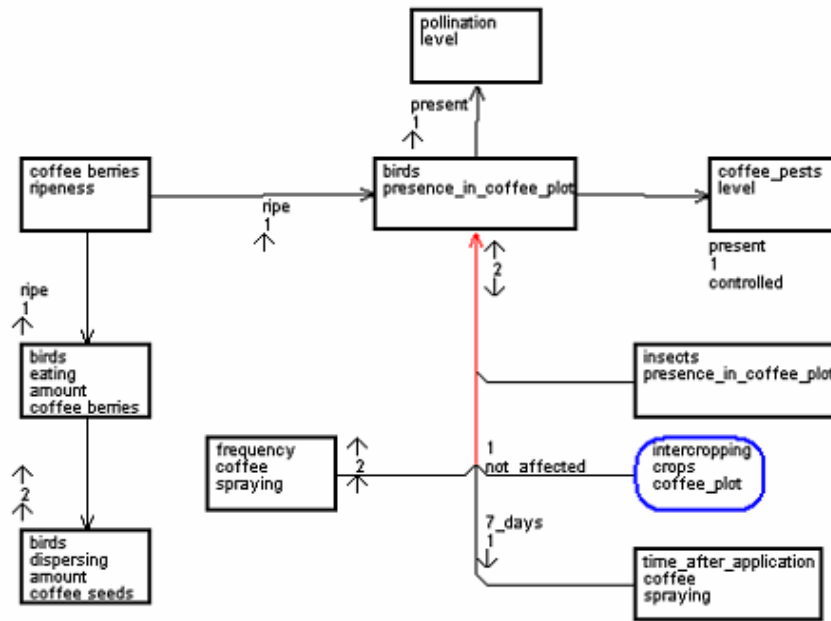 pollination
level
present
1
coffee berries
ripeness
birds
presence_in_coffee_plot
coffee_pests
level
ripe
1
present
1
controlled
2
ripe
1
birds
eating
amount
coffee berries
insects
presence_in_coffee_plot
frequency
coffee
spraying
2
1
not_affected
intercropping
crops
coffee_plot
2
7_days
1
birds
dispersing
amount
coffee seeds
time_after_application
coffee
spraying